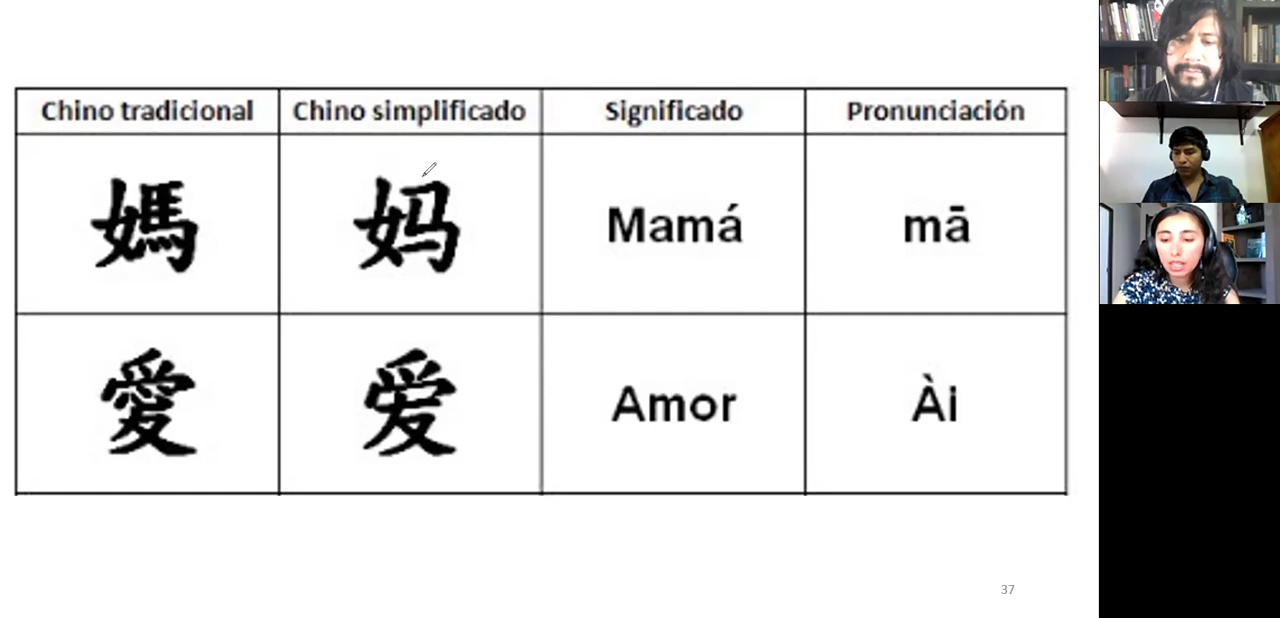 Chino tradicional Chino simplificado Significado Pronunciación
媽 妈 Mamá mā
愛 爱 Amor Ài
37